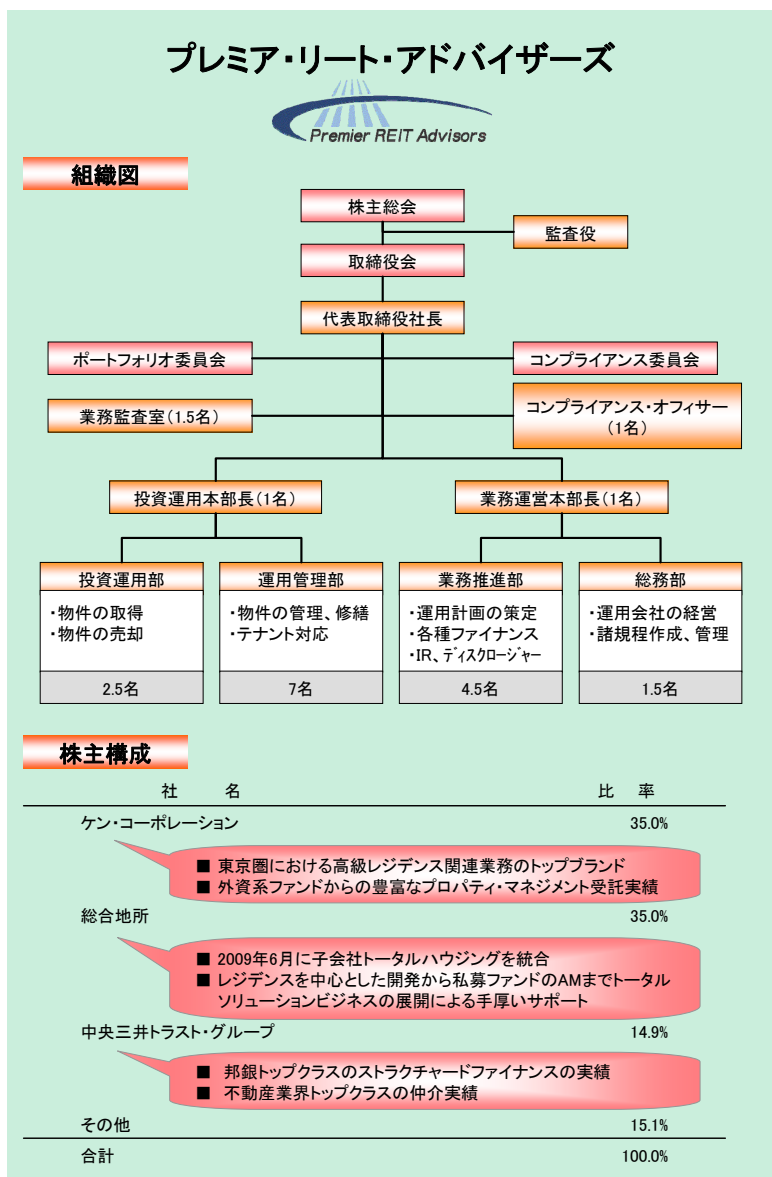 プレミア・リート・アドバイザーズ
Premier REIT Advisors
組織図
株主総会
監査役
取締役会
代表取締役社長
ポートフォリオ委員会
コンプライアンス委員会
業務監査室(1.5名)
コンプライアンス・オフィサー
(1名)
投資運用本部長(1名)
業務運営本部長(1名)
投資運用部
・物件の取得
・物件の売却
2.5名
運用管理部
・物件の管理、修繕
・テナント対応
7名
業務推進部
・運用計画の策定
・各種ファイナンス
・IR、ディスクロージャー
4.5名
総務部
・運用会社の経営
・諸規程作成、管理
1.5名
株主構成
社 名 比 率
ケン・コーポレーション 35.0%
■ 東京圏における高級レジデンス関連業務のトップブランド
■ 外資系ファンドからの豊富なプロパティ・マネジメント受託実績
総合地所 35.0%
■ 2009年6月に子会社トータルハウジングを統合
■ レジデンスを中心とした開発から私募ファンドのAMまでトータル
ソリューションビジネスの展開による手厚いサポート
中央三井トラスト・グループ 14.9%
■ 邦銀トップクラスのストラクチャードファイナンスの実績
■ 不動産業界トップクラスの仲介実績
その他 15.1%
合計 100.0%